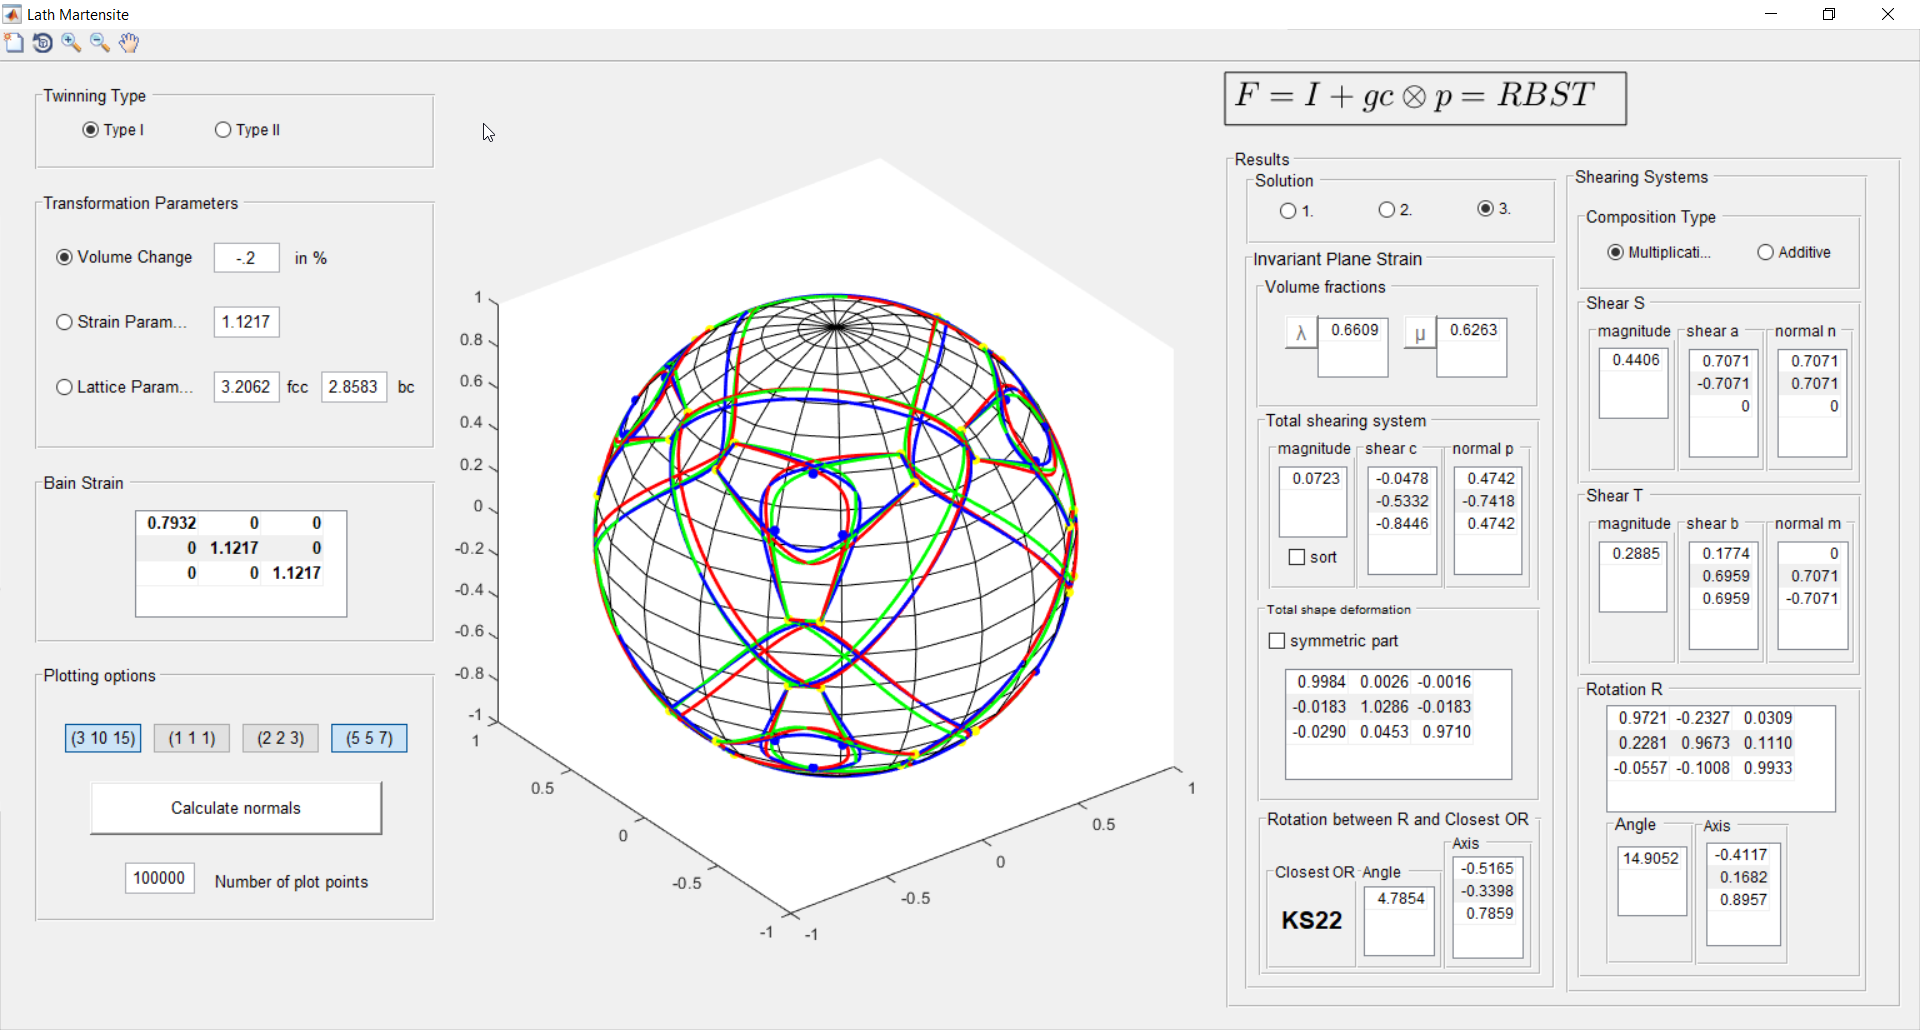 Lath Martensite
F = I + gc ⊗ p = RBST
Twinning Type
Type I
Type II
Transformation Parameters
Volume Change
-.2
in %
Strain Param...
1.1217
Lattice Param...
3.2062
fcc
2.8583
bc
Bain Strain
0.7932 0 0
0 1.1217 0
0 0 1.1217
Plotting options
(3 10 15)
(1 1 1)
(2 2 3)
(5 5 7)
Calculate normals
100000
Number of plot points
1
0.8
0.6
0.4
0.2
0
-0.2
-0.4
-0.6
-0.8
-1
1
0.5
0
-0.5
-1
-1
-0.5
0
0.5
1
Results
Solution
1.
2.
3.
Invariant Plane Strain
Volume fractions
λ
0.6609
μ
0.6263
Total shearing system
magnitude
0.0723
sort
shear c
-0.0478
-0.5332
-0.8446
normal p
0.4742
-0.7418
0.4742
Total shape deformation
symmetric part
0.9984 0.0026 -0.0016
-0.0183 1.0286 -0.0183
-0.0290 0.0453 0.9710
Rotation between R and Closest OR
Closest OR
KS22
Angle
4.7854
Axis
-0.5165
-0.3398
0.7859
Shearing Systems
Composition Type
Multiplicati...
Additive
Shear S
magnitude
0.4406
shear a
0.7071
-0.7071
0
normal n
0.7071
0.7071
0
Shear T
magnitude
0.2885
shear b
0.1774
0.6959
0.6959
normal m
0
0.7071
-0.7071
Rotation R
0.9721 -0.2327 0.0309
0.2281 0.9673 0.1110
-0.0557 -0.1008 0.9933
Angle
14.9052
Axis
-0.4117
0.1682
0.8957